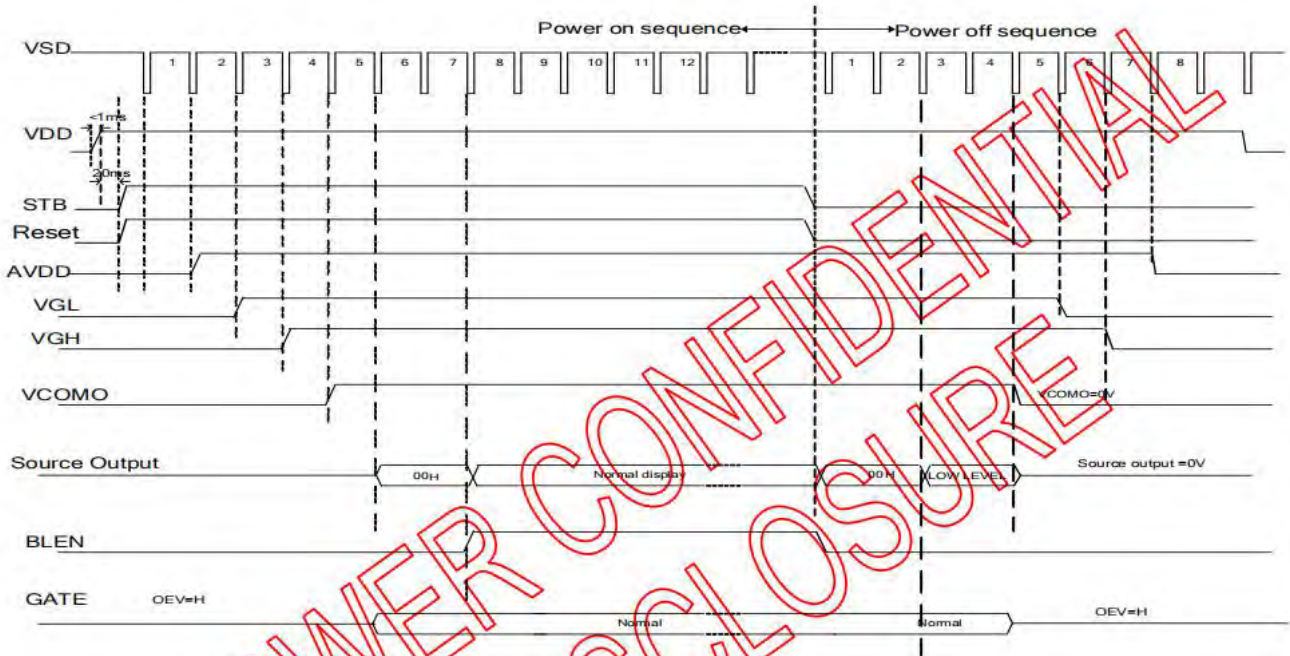 Power on sequence
Power off sequence
VSD
1 2 3 4 5 6 7 8 9 10 11 12 1 2 3 4 5 6 7 8
<1ms
VDD
20ms
STB
Reset
AVDD
VGL
VGH
VCOMO
VCOMO=0V
Source Output
00H
Normal display
00H
LOW LEVEL
Source output =0V
BLEN
GATE
OEV=H
Normal
Normal
OEV=H
WER CONFIDENTIAL
SCLOSURE